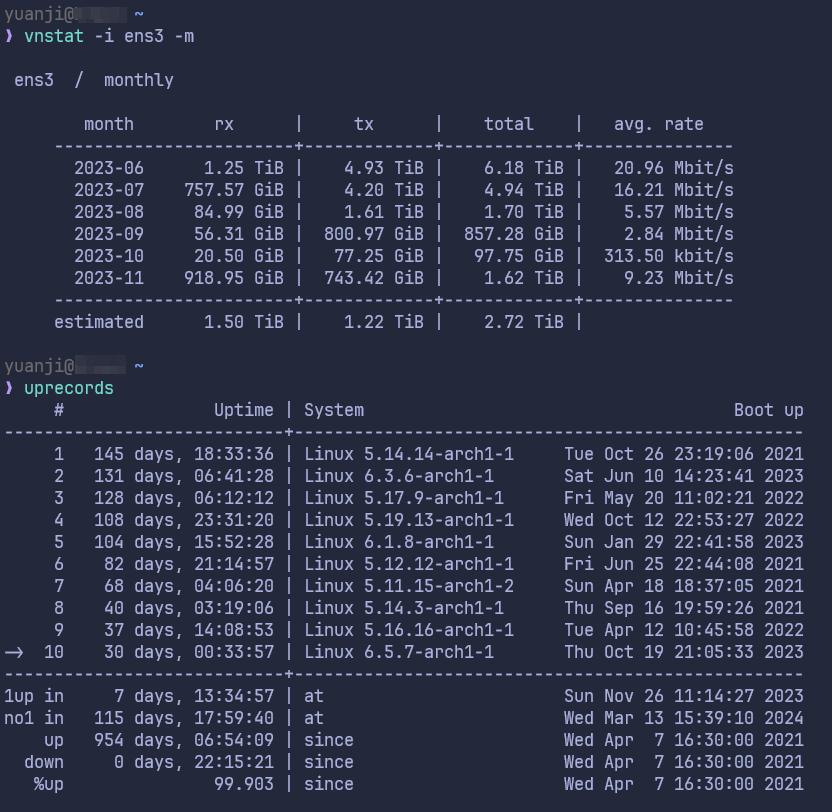 yuanji@ ~
❱ vnstat -i ens3 -m
ens3 / monthly
month rx | tx | total | avg. rate
------------------------+-------------+-------------+---------------
2023-06 1.25 TiB | 4.93 TiB | 6.18 TiB | 20.96 Mbit/s
2023-07 757.57 GiB | 4.20 TiB | 4.94 TiB | 16.21 Mbit/s
2023-08 84.99 GiB | 1.61 TiB | 1.70 TiB | 5.57 Mbit/s
2023-09 56.31 GiB | 800.97 GiB | 857.28 GiB | 2.84 Mbit/s
2023-10 20.50 GiB | 77.25 GiB | 97.75 GiB | 313.50 kbit/s
2023-11 918.95 GiB | 743.42 GiB | 1.62 TiB | 9.23 Mbit/s
------------------------+-------------+-------------+---------------
estimated 1.50 TiB | 1.22 TiB | 2.72 TiB |
yuanji@ ~
❱ uprecords
# Uptime | System Boot up
----------------------------+---------------------------------------------------
1 145 days, 18:33:36 | Linux 5.14.14-arch1-1 Tue Oct 26 23:19:06 2021
2 131 days, 06:41:28 | Linux 6.3.6-arch1-1 Sat Jun 10 14:23:41 2023
3 128 days, 06:12:12 | Linux 5.17.9-arch1-1 Fri May 20 11:02:21 2022
4 108 days, 23:31:20 | Linux 5.19.13-arch1-1 Wed Oct 12 22:53:27 2022
5 104 days, 15:52:28 | Linux 6.1.8-arch1-1 Sun Jan 29 22:41:58 2023
6 82 days, 21:14:57 | Linux 5.12.12-arch1-1 Fri Jun 25 22:44:08 2021
7 68 days, 04:06:20 | Linux 5.11.15-arch1-2 Sun Apr 18 18:37:05 2021
8 40 days, 03:19:06 | Linux 5.14.3-arch1-1 Thu Sep 16 19:59:26 2021
9 37 days, 14:08:53 | Linux 5.16.16-arch1-1 Tue Apr 12 10:45:58 2022
-> 10 30 days, 00:33:57 | Linux 6.5.7-arch1-1 Thu Oct 19 21:05:33 2023
----------------------------+---------------------------------------------------
1up in 7 days, 13:34:57 | at Sun Nov 26 11:14:27 2023
no1 in 115 days, 17:59:40 | at Wed Mar 13 15:39:10 2024
up 954 days, 06:54:09 | since Wed Apr 7 16:30:00 2021
down 0 days, 22:15:21 | since Wed Apr 7 16:30:00 2021
%up 99.903 | since Wed Apr 7 16:30:00 2021